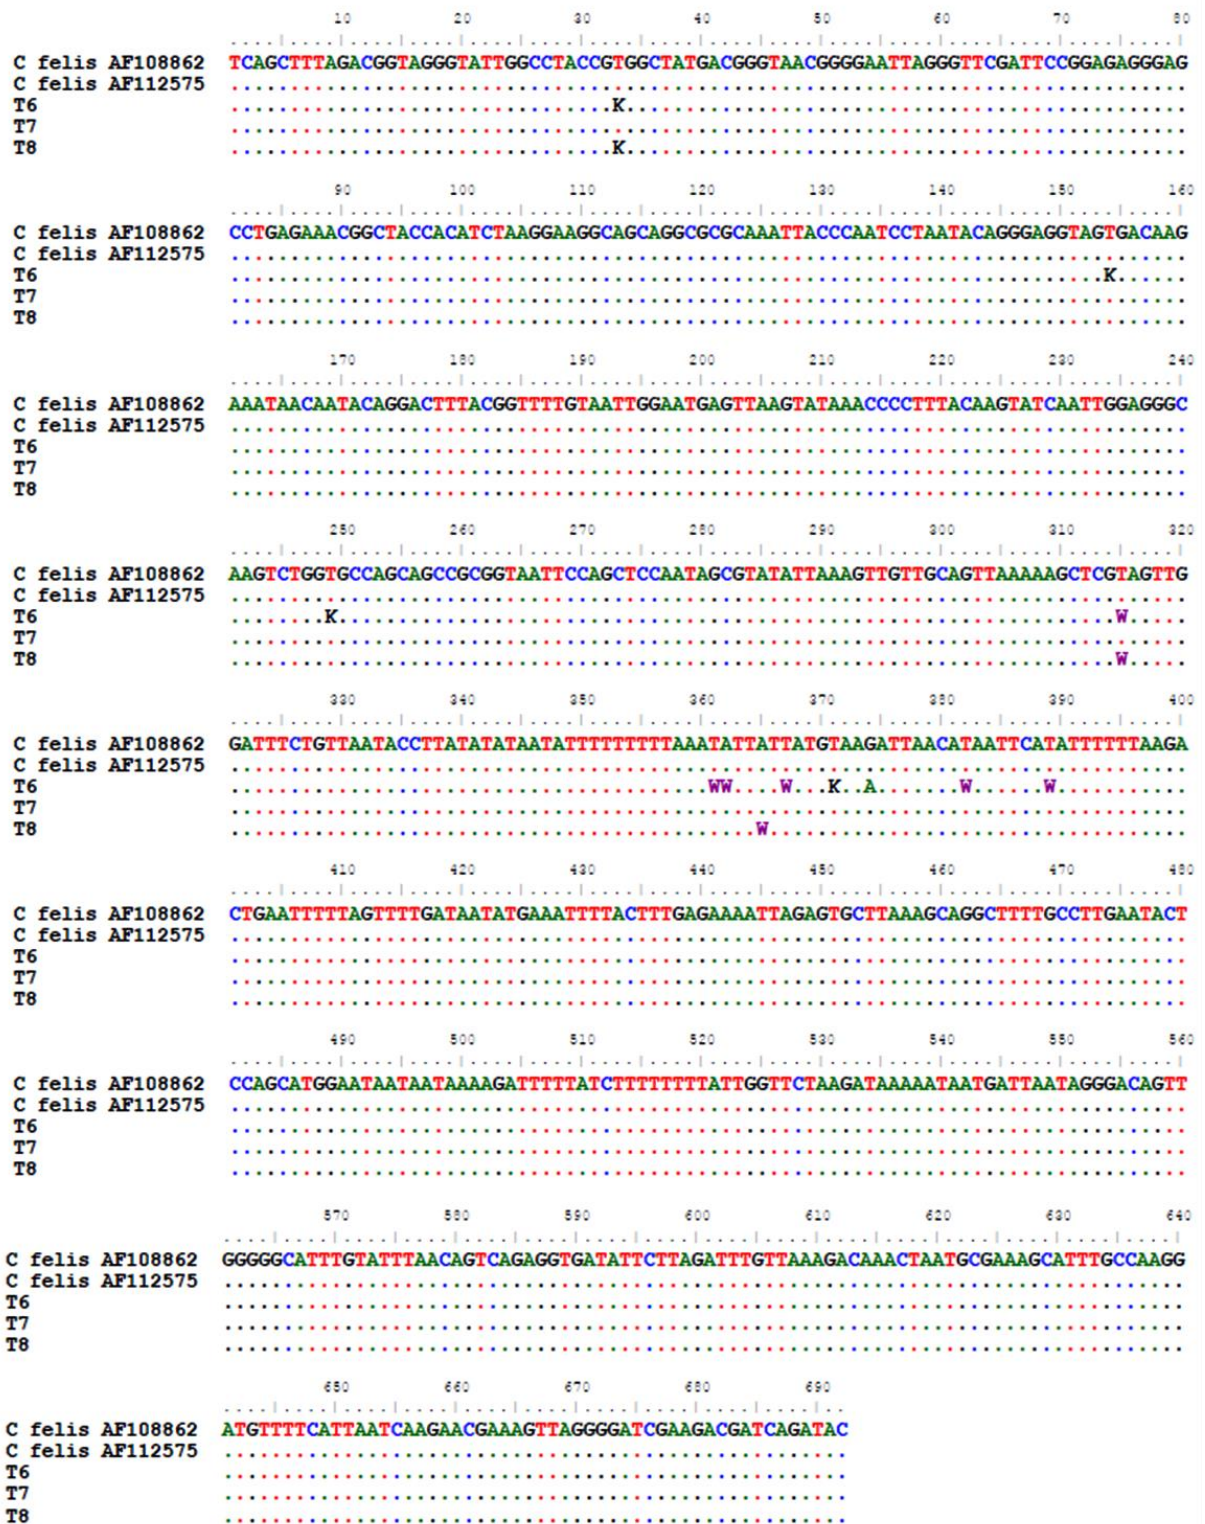 10 20 30 40 50 60 70 80
C felis AF108862 TCAGCTTTAGACGGTAGGGTATTGGCCTACCGTGGCTATGACGGGTAACGGGGAATTAGGGTTCGATTCCGGAGAGGGAG
C felis AF112575
T6 K
T7
T8 K
90 100 110 120 130 140 150 160
C felis AF108862 CCTGAGAAACGGCTACCACATCTAAGGAAGGCAGCAGGCGCGCAAATTACCCAATCCTAATACAGGGAGGTAGTGACAAG
C felis AF112575
T6 K
T7
T8
170 180 190 200 210 220 230 240
C felis AF108862 AAATAACAATACAGGACTTTACGGTTTTGTAATTGGAATGAGTTAAGTATAAACCCCTTTACAAGTATCAATTGGAGGGC
C felis AF112575
T6
T7
T8
250 260 270 280 290 300 310 320
C felis AF108862 AAGTCTGGTGCCAGCAGCCGCGGTAATTCCAGCTCCAATAGCGTATATTAAAGTTGTTGCAGTTAAAAAGCTCGTAGTTG
C felis AF112575
T6 K W
T7
T8 W
330 340 350 360 370 380 390 400
C felis AF108862 GATTTCTGTTAATACCTTATATATAATATTTTTTTTTAAATATTATTATGTAAGATTAACATAATTCATATTTTTTAAGA
C felis AF112575
T6 WW W K A W W
T7
T8 W
410 420 430 440 450 460 470 480
C felis AF108862 CTGAATTTTTAGTTTTGATAATATGAAATTTTACTTTGAGAAAATTAGAGTGCTTAAAGCAGGCTTTTGCCTTGAATACT
C felis AF112575
T6
T7
T8
490 500 510 520 530 540 550 560
C felis AF108862 CCAGCATGGAATAATAATAAAAGATTTTTATCTTTTTTTTATTGGTTCTAAGATAAAAATAATGATTAATAGGGACAGTT
C felis AF112575
T6
T7
T8
570 580 590 600 610 620 630 640
C felis AF108862 GGGGGCATTTGTATTTAACAGTCAGAGGTGATATTCTTAGATTTGTTAAAGACAAACTAATGCGAAAGCATTTGCCAAGG
C felis AF112575
T6
T7
T8
650 660 670 680 690
C felis AF108862 ATGTTTTCATTAATCAAGAACGAAAGTTAGGGGATCGAAGACGATCAGATAC
C felis AF112575
T6
T7
T8